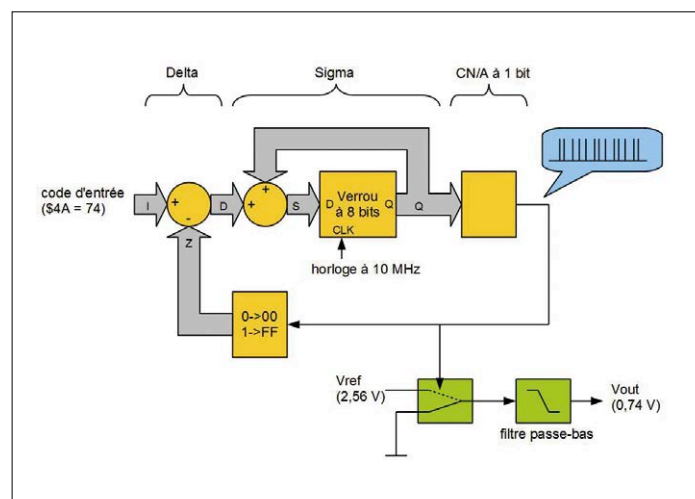 Delta
Sigma
CN/A à 1 bit
code d'entrée
($4A = 74)
I
+
-
Z
D
+
+
S
D
Verrou
à 8 bits
Q
CLK
Q
horloge à 10 MHz
0->00
1->FF
Vref
(2,56 V)
Vout
(0,74 V)
filtre passe-bas